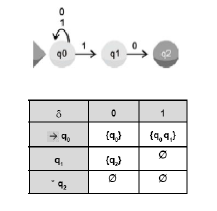 0
1
q0 1 q1 0 q2
δ 0 1
→ q₀ {q₀} {q₀,q₁}
q₁ {q₂} ∅
q₂ ∅ ∅